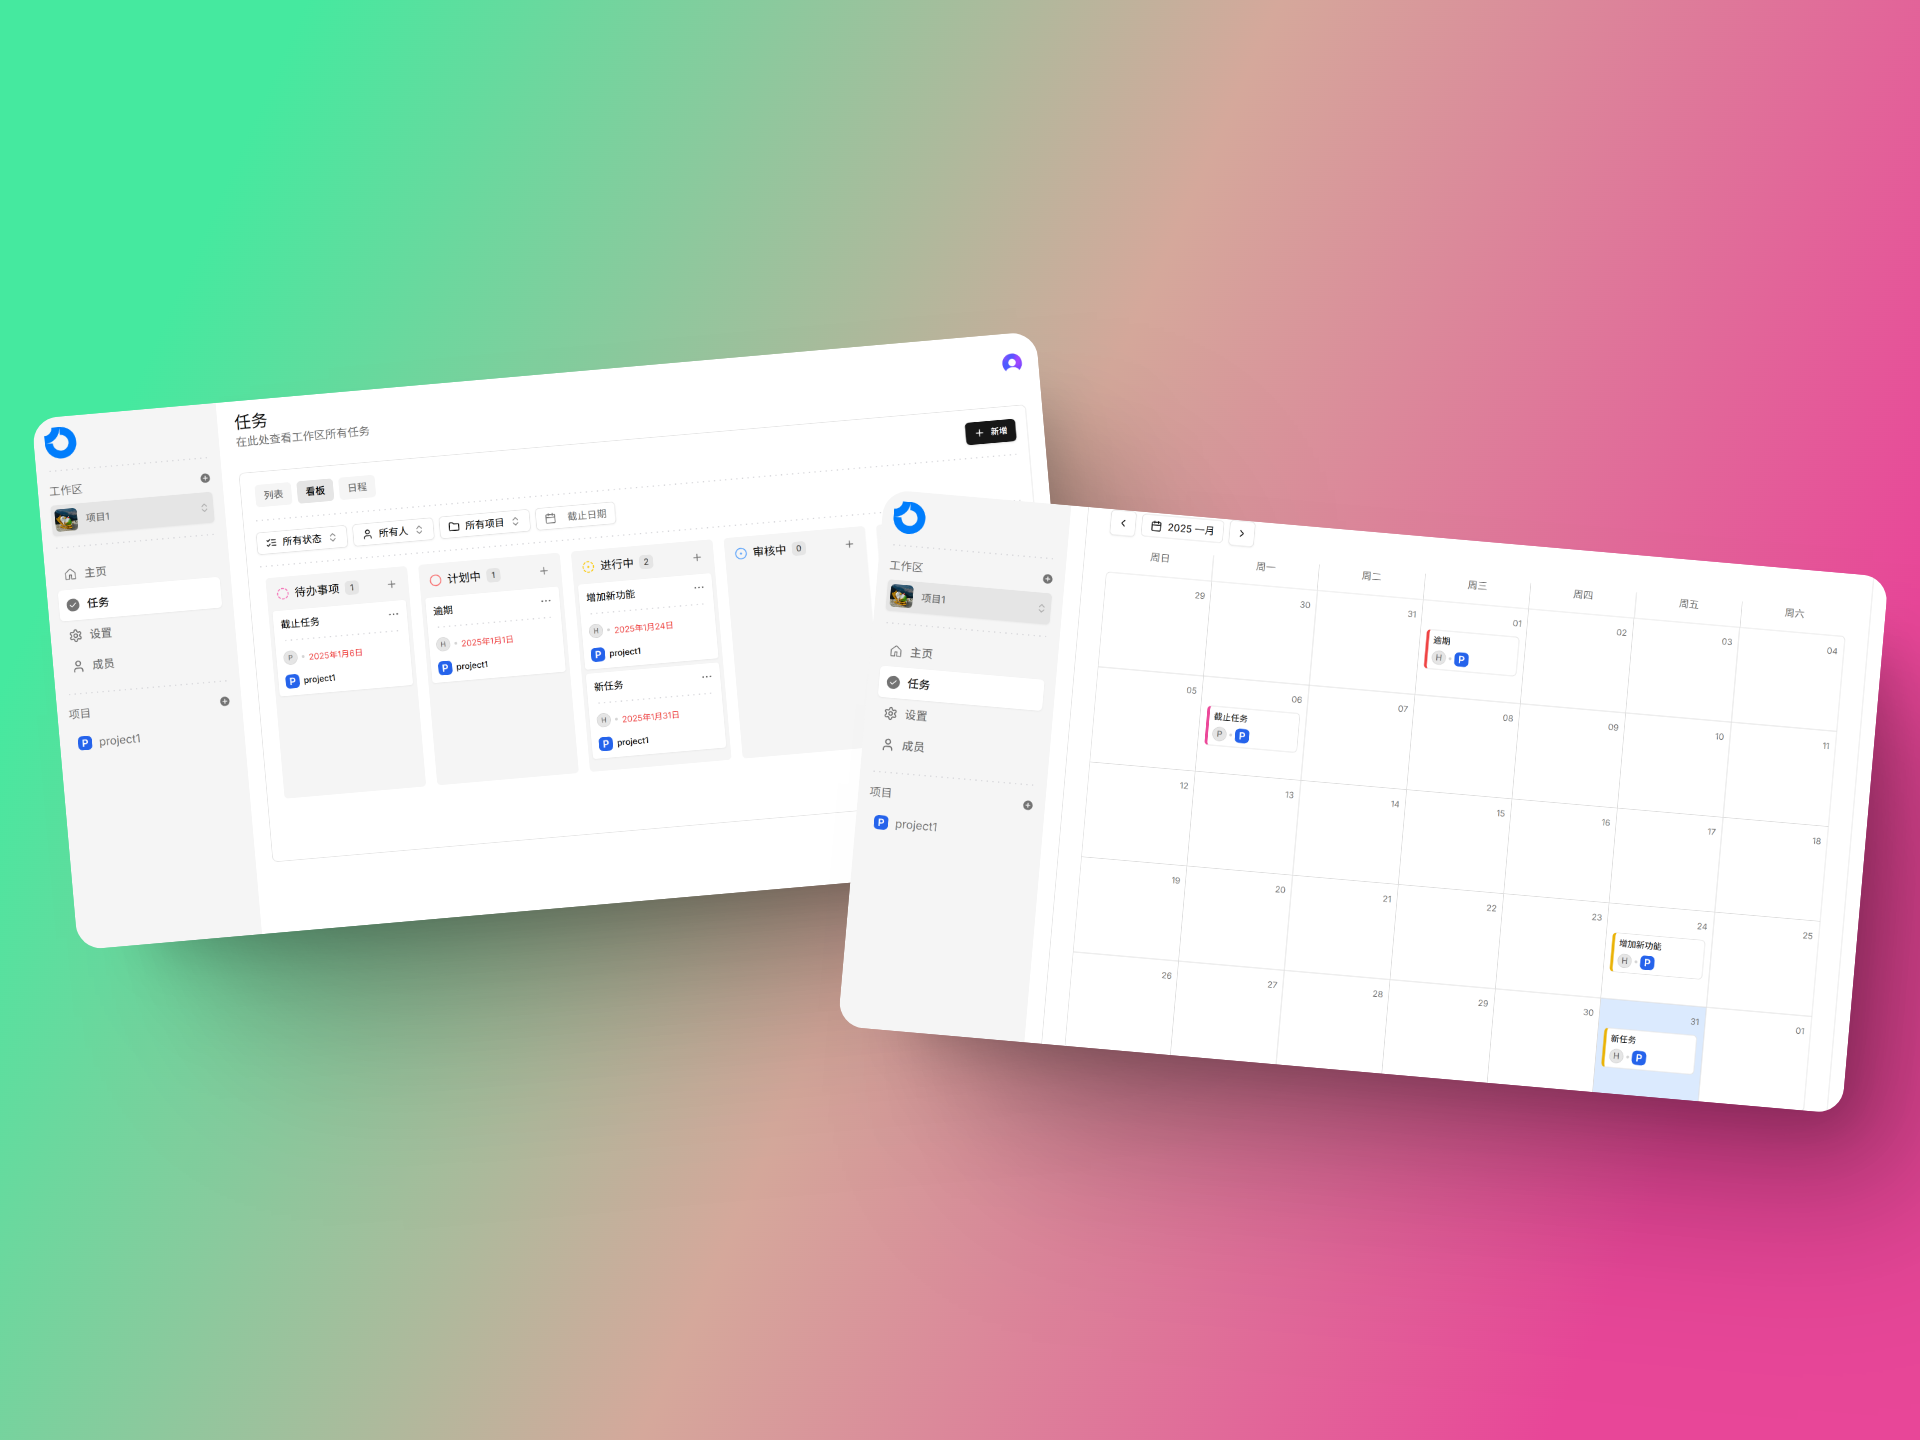 任务
在此处查看工作区所有任务
新增
工作区
项目1
主页
任务
设置
成员
项目
P project1
列表 看板 日程
所有状态 所有人 所有项目 截止日期
待办事项 1
截止任务
P 2025年1月6日
P project1
计划中 1
逾期
H 2025年1月1日
P project1
进行中 2
增加新功能
H 2025年1月24日
P project1
新任务
H 2025年1月31日
P project1
审核中 0
工作区
项目1
主页
任务
设置
成员
项目
P project1
2025 一月
周日 周一 周二 周三 周四 周五 周六
29 30 31 01 02 03 04
逾期
H P
05 06 07 08 09 10 11
截止任务
P P
12 13 14 15 16 17 18
19 20 21 22 23 24 25
增加新功能
H P
26 27 28 29 30 31 01
新任务
H P